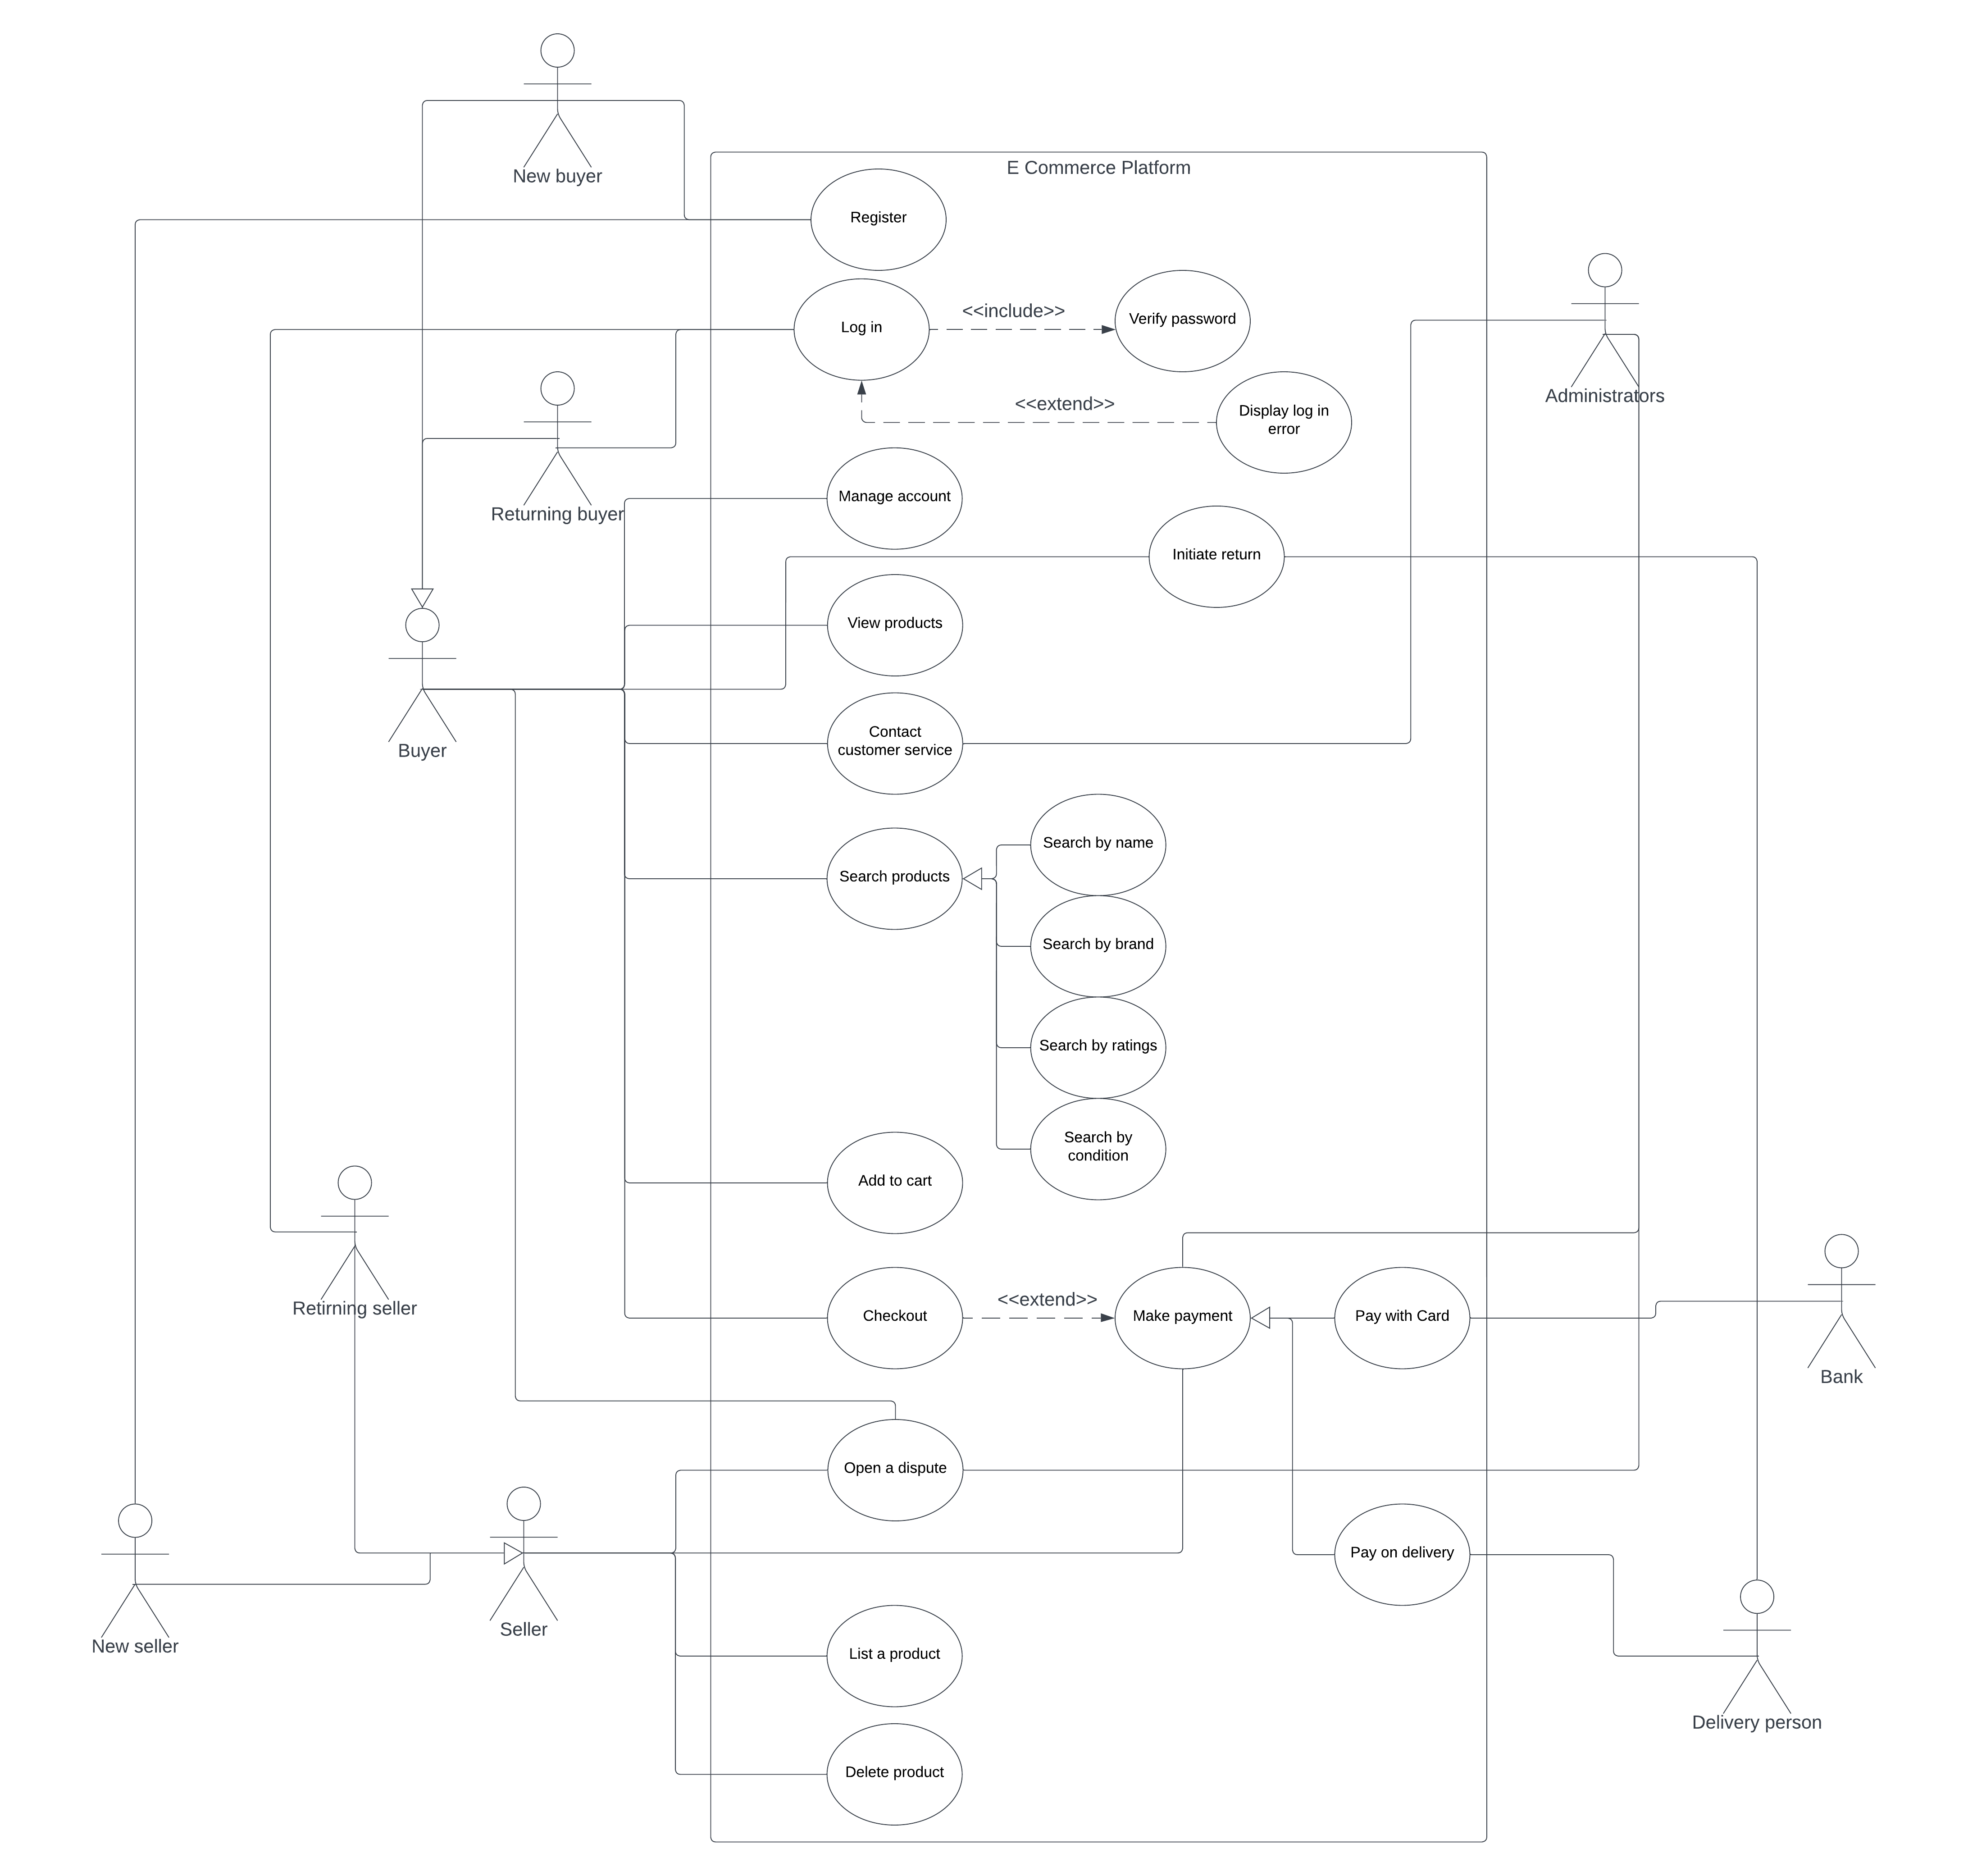 New buyer
E Commerce Platform
Register
Log in
<<include>>
Verify password
Administrators
<<extend>>
Display log in
error
Returning buyer
Manage account
Initiate return
View products
Buyer
Contact
customer service
Search products
Search by name
Search by brand
Search by ratings
Search by
condition
Add to cart
Retirning seller
Checkout
<<extend>>
Make payment
Pay with Card
Bank
Open a dispute
Pay on delivery
New seller
Seller
List a product
Delivery person
Delete product